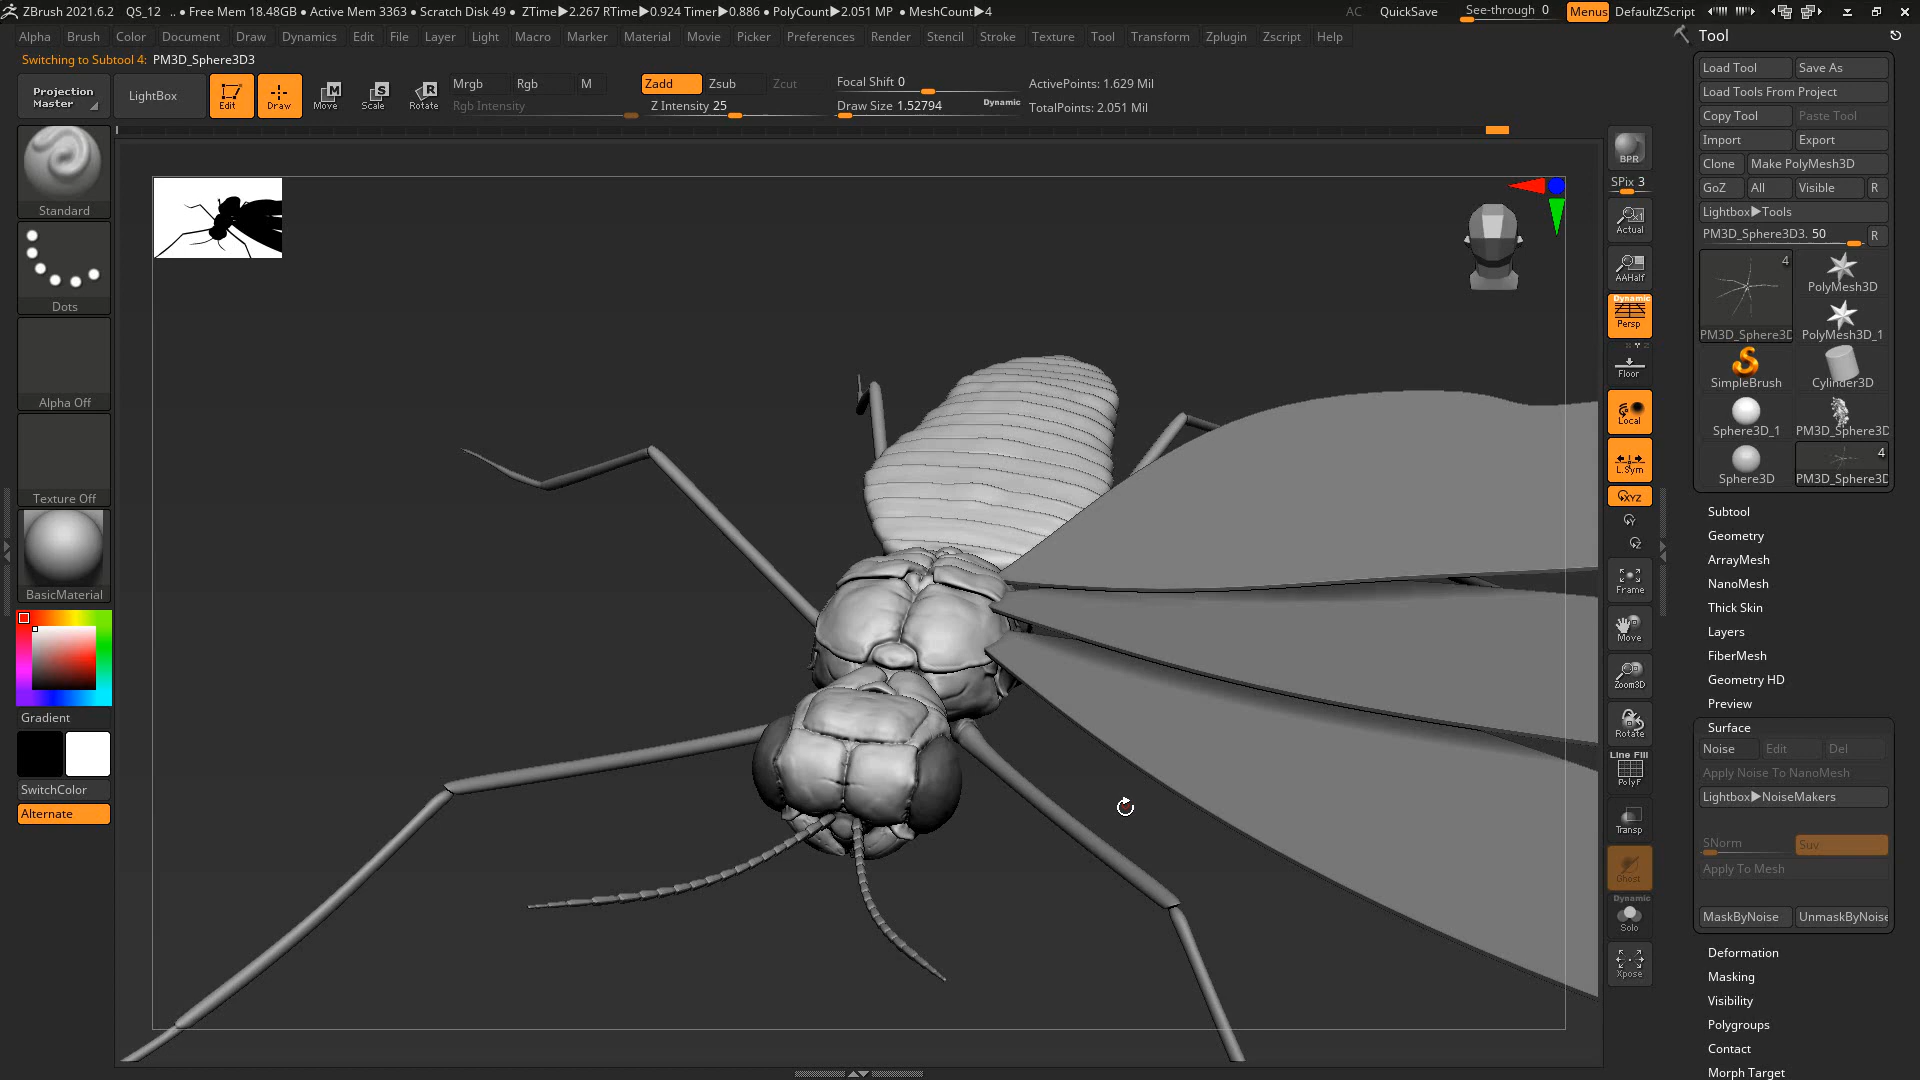 ZBrush 2021.6.2 QS_12 .. • Free Mem 18.48GB • Active Mem 3363 • Scratch Disk 49 • ZTime▶2.267 RTime▶0.924 Timer▶0.886 • PolyCount▶2.051 MP • MeshCount▶4 AC QuickSave See-through 0 Menus DefaultZScript
Alpha Brush Color Document Draw Dynamics Edit File Layer Light Macro Marker Material Movie Picker Preferences Render Stencil Stroke Texture Tool Transform Zplugin Zscript Help
Switching to Subtool 4: PM3D_Sphere3D3
Projection Master
LightBox
Edit Draw Move Scale Rotate
M S R
Mrgb Rgb M
Rgb Intensity
Zadd Zsub Zcut
Z Intensity 25
Focal Shift 0
Draw Size 1.52794 Dynamic
ActivePoints: 1.629 Mil
TotalPoints: 2.051 Mil
Standard
Dots
Alpha Off
Texture Off
BasicMaterial
Gradient
SwitchColor
Alternate
BPR
SPix 3
Actual
AAHalf
Dynamic
Persp
Floor
Local
L.Sym
XYZ
Y
Z
Frame
Move
Zoom3D
Rotate
Line Fill
PolyF
Transp
Ghost
Dynamic
Solo
Xpose
Tool
Load Tool Save As
Load Tools From Project
Copy Tool Paste Tool
Import Export
Clone Make PolyMesh3D
GoZ All Visible R
Lightbox▶Tools
PM3D_Sphere3D3. 50 R
4
PM3D_Sphere3D
PolyMesh3D
PolyMesh3D_1
SimpleBrush Cylinder3D
Sphere3D_1 PM3D_Sphere3D
4
Sphere3D PM3D_Sphere3D
Subtool
Geometry
ArrayMesh
NanoMesh
Thick Skin
Layers
FiberMesh
Geometry HD
Preview
Surface
Noise Edit Del
Apply Noise To NanoMesh
Lightbox▶NoiseMakers
SNorm Suv
Apply To Mesh
MaskByNoise UnmaskByNoise
Deformation
Masking
Visibility
Polygroups
Contact
Morph Target